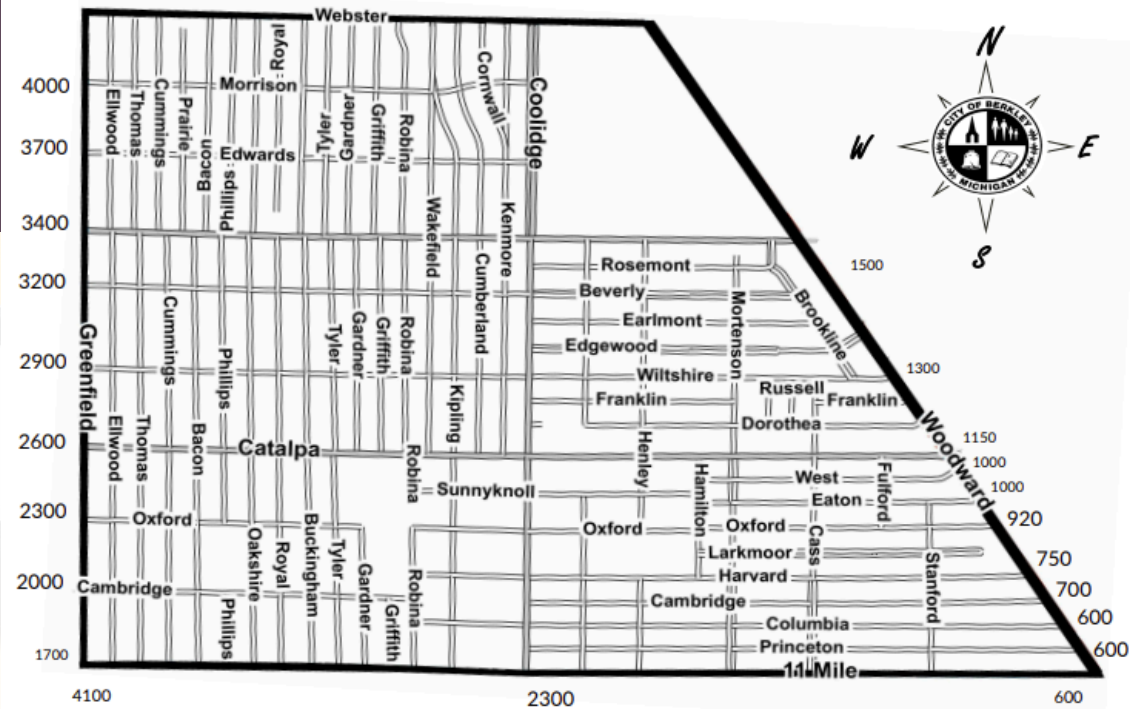 Webster
N
4000
Morrison
Royal
Cornwall
Coolidge
CITY OF BERKLEY
MICHIGAN
W
E
S
Ellwood
Thomas
Cummings
Prairie
Bacon
Phillips
Tyler
Gardner
Griffith
Robina
3700
Edwards
Wakefield
Kenmore
3400
Rosemont
1500
3200
Beverly
Cumberland
Mortenson
Brookline
Earlmont
Edgewood
Greenfield
Cummings
Phillips
Tyler
Gardner
Griffith
Robina
2900
Wiltshire
1300
Russell
Franklin
Franklin
Kipling
Dorothea
Woodward
Ellwood
Thomas
Bacon
2600
Catalpa
1150
Henley
Robina
1000
West
Fulford
Hamilton
Sunnyknoll
1000
Eaton
2300
Oxford
Oxford
Oxford
920
Cass
Oakshire
Royal
Buckingham
Tyler
Gardner
Larkmoor
750
Stanford
2000
Cambridge
Harvard
700
Robina
Griffith
Phillips
Cambridge
600
Columbia
1700
Princeton
600
11 Mile
4100
2300
600